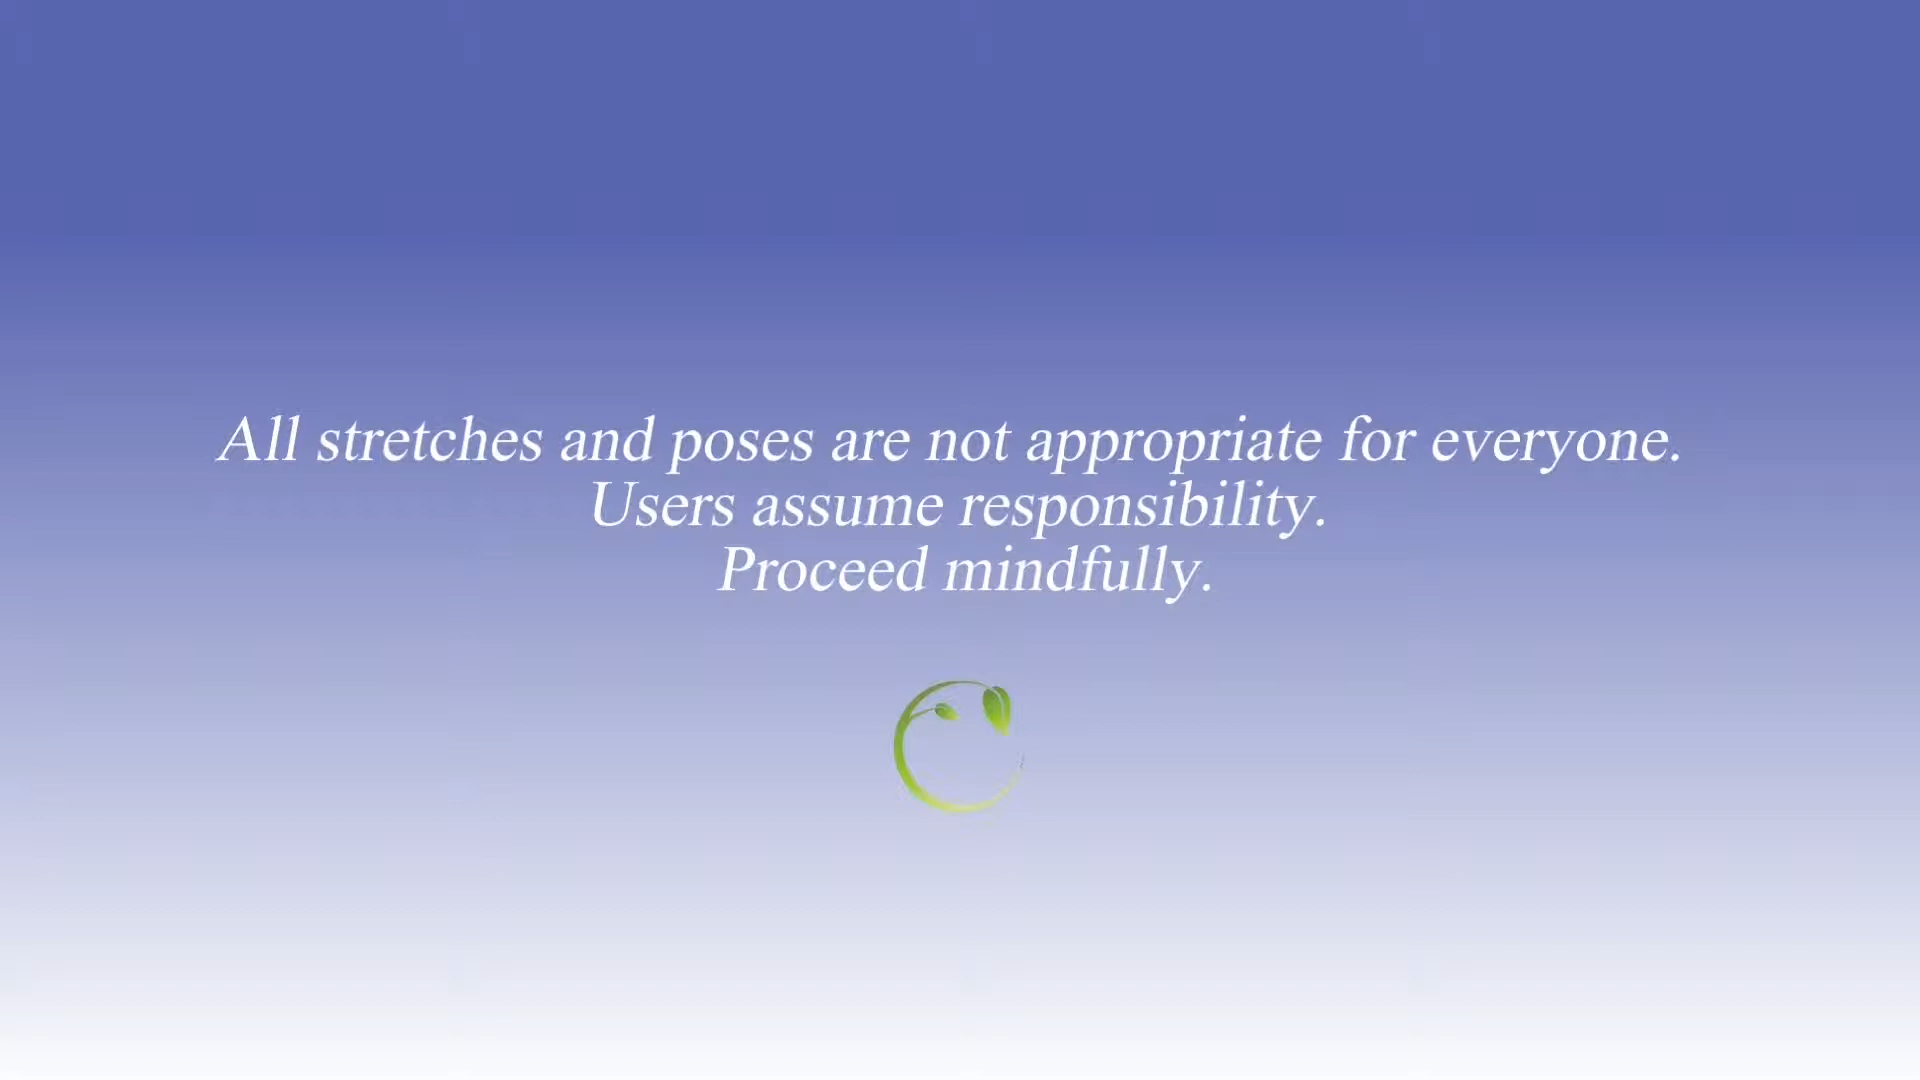 All stretches and poses are not appropriate for everyone.
Users assume responsibility.
Proceed mindfully.